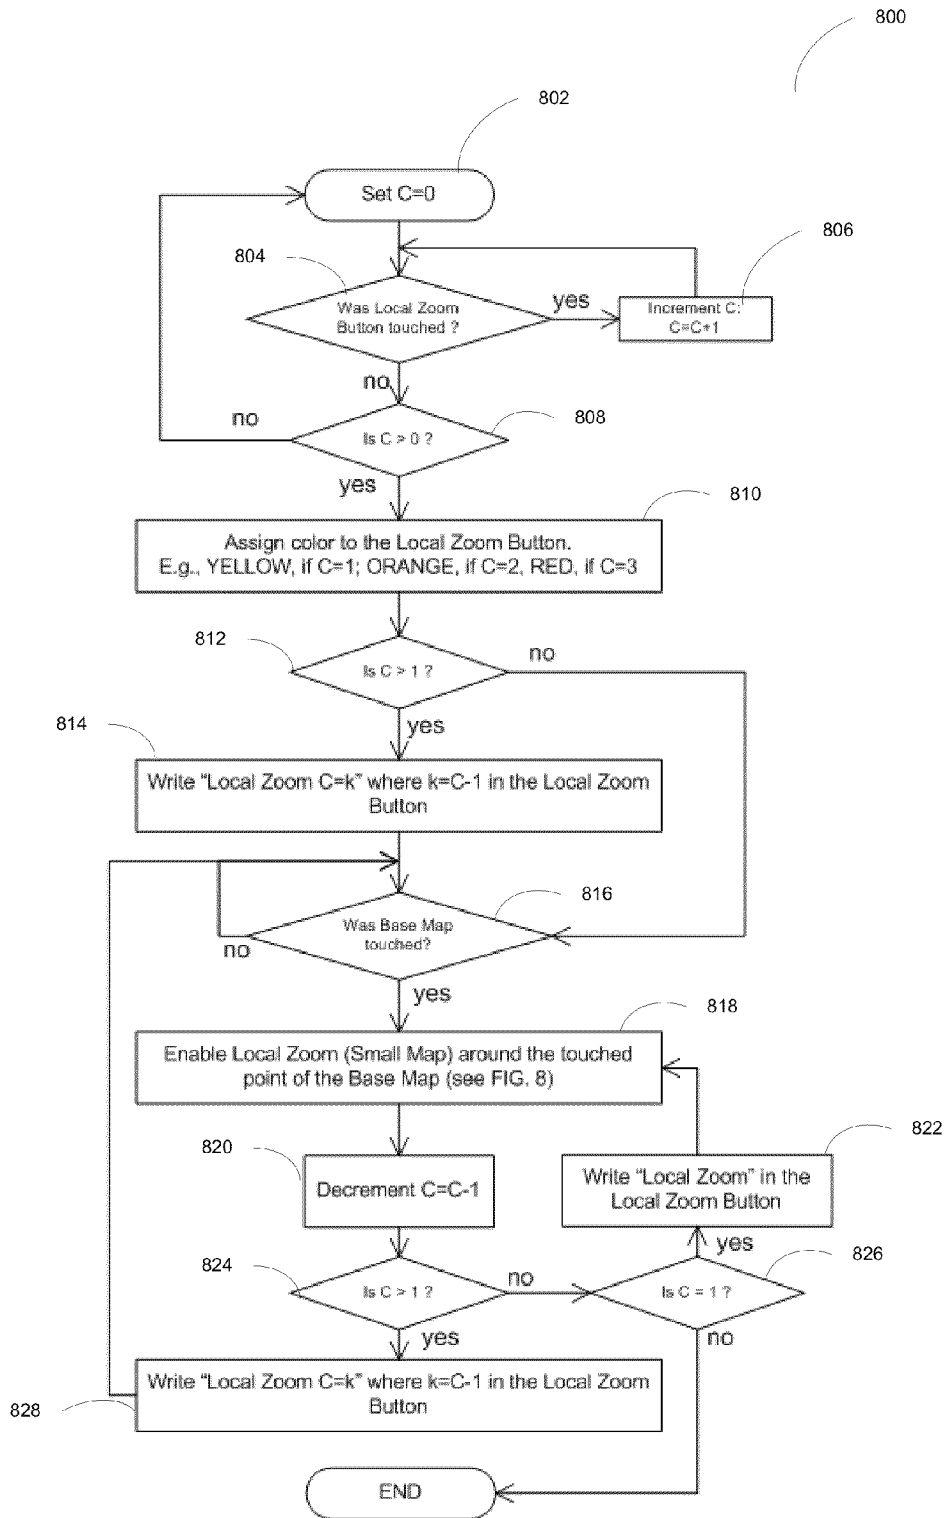 800
802
Set C=0
804
806
Was Local Zoom
Button touched ?
yes
Increment C:
C=C+1
no
808
no
Is C > 0 ?
yes
810
Assign color to the Local Zoom Button.
E.g., YELLOW, if C=1; ORANGE, if C=2, RED, if C=3
812
no
Is C > 1 ?
yes
814
Write "Local Zoom C=k" where k=C-1 in the Local Zoom
Button
816
Was Base Map
touched?
no
yes
818
Enable Local Zoom (Small Map) around the touched
point of the Base Map (see FIG. 8)
820
822
Decrement C=C-1
Write "Local Zoom" in the
Local Zoom Button
yes
824
826
Is C > 1 ?
no
Is C = 1 ?
yes
no
Write "Local Zoom C=k" where k=C-1 in the Local Zoom
Button
828
END